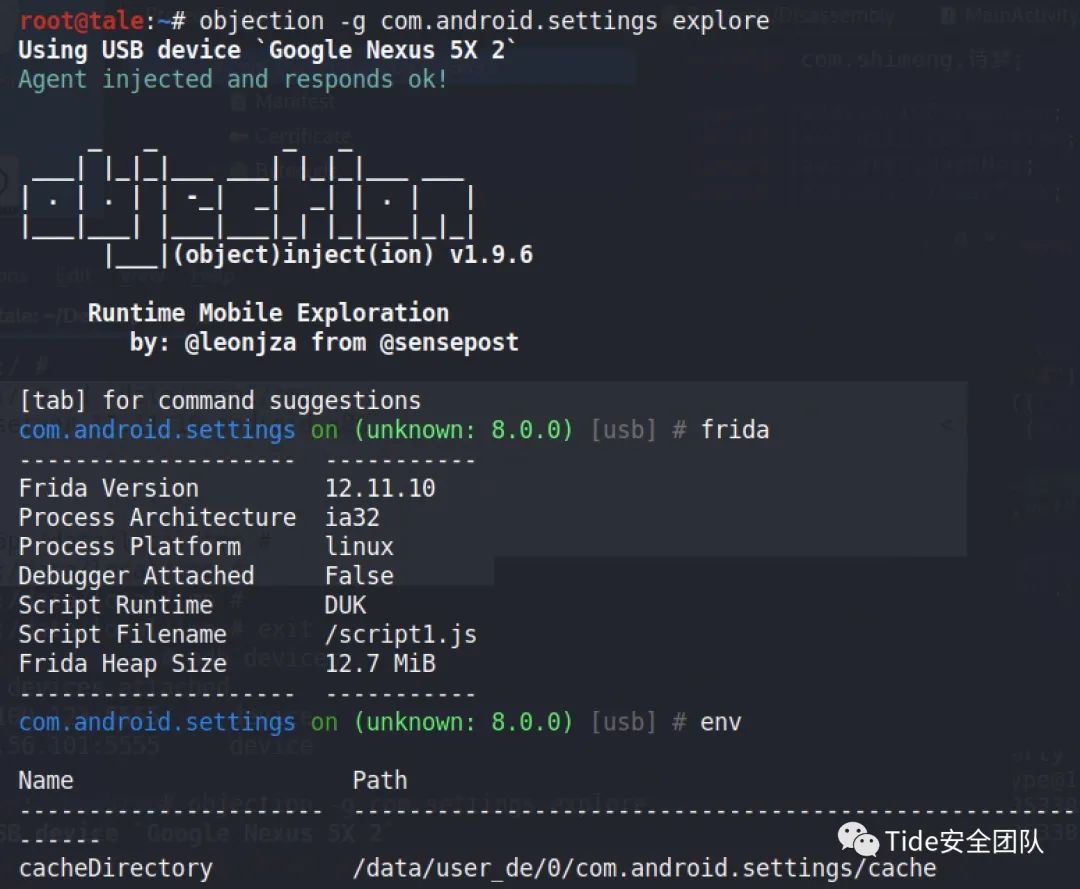 root@tale:~# objection -g com.android.settings explore
Using USB device `Google Nexus 5X 2`
Agent injected and responds ok!
|___|(object)inject(ion) v1.9.6
Runtime Mobile Exploration
by: @leonjza from @sensepost
[tab] for command suggestions
com.android.settings on (unknown: 8.0.0) [usb] # frida
-------------------- -----------
Frida Version 12.11.10
Process Architecture ia32
Process Platform linux
Debugger Attached False
Script Runtime DUK
Script Filename /script1.js
Frida Heap Size 12.7 MiB
-------------------- -----------
com.android.settings on (unknown: 8.0.0) [usb] # env
Name Path
cacheDirectory /data/user_de/0/com.android.settings/cache
Tide安全团队